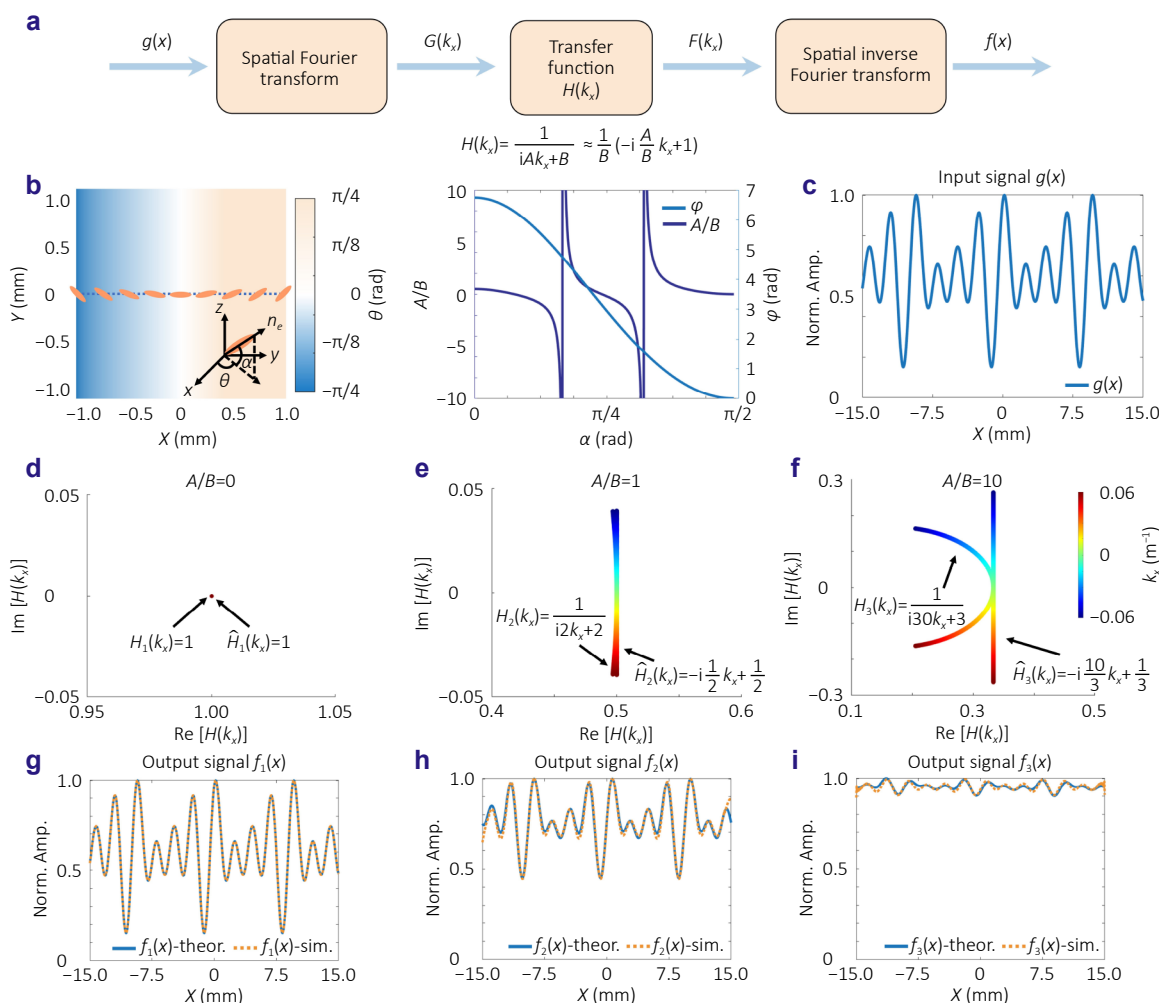 a
g(x)
Spatial Fourier
transform
G(kₓ)
Transfer
function
H(kₓ)
F(kₓ)
Spatial inverse
Fourier transform
f(x)
H(kₓ)= 1/(iAkₓ+B) ≈ 1/B (−i A/B kₓ+1)
b
1.0
0.5
0
−0.5
−1.0
Y (mm)
−1.0 −0.5 0 0.5 1.0
X (mm)
z
nₑ
y
α
θ
x
π/4
π/8
0
−π/8
−π/4
θ (rad)
10
5
0
−5
−10
A/B
φ
A/B
7
6
5
4
3
2
1
0
φ (rad)
0 π/4 π/2
α (rad)
c
Input signal g(x)
1.0
0.5
0
Norm. Amp.
g(x)
−15.0 −7.5 0 7.5 15.0
X (mm)
d
A/B=0
0.05
0
−0.05
Im [H(kₓ)]
H₁(kₓ)=1 Ĥ₁(kₓ)=1
0.95 1.00 1.05
Re [H(kₓ)]
e
A/B=1
0.05
0
−0.05
Im [H(kₓ)]
H₂(kₓ)= 1/(i2kₓ+2)
Ĥ₂(kₓ)=−i 1/2 kₓ+ 1/2
0.4 0.5 0.6
Re [H(kₓ)]
f
A/B=10
0.3
0
−0.3
Im [H(kₓ)]
H₃(kₓ)= 1/(i30kₓ+3)
Ĥ₃(kₓ)=−i 10/3 kₓ+ 1/3
0.1 0.3 0.5
Re [H(kₓ)]
0.06
0
−0.06
kₓ (m⁻¹)
g
Output signal f₁(x)
1.0
0.5
0
Norm. Amp.
f₁(x)-theor. f₁(x)-sim.
−15.0 −7.5 0 7.5 15.0
X (mm)
h
Output signal f₂(x)
1.0
0.5
0
Norm. Amp.
f₂(x)-theor. f₂(x)-sim.
−15.0 −7.5 0 7.5 15.0
X (mm)
i
Output signal f₃(x)
1.0
0.5
0
Norm. Amp.
f₃(x)-theor. f₃(x)-sim.
−15.0 −7.5 0 7.5 15.0
X (mm)